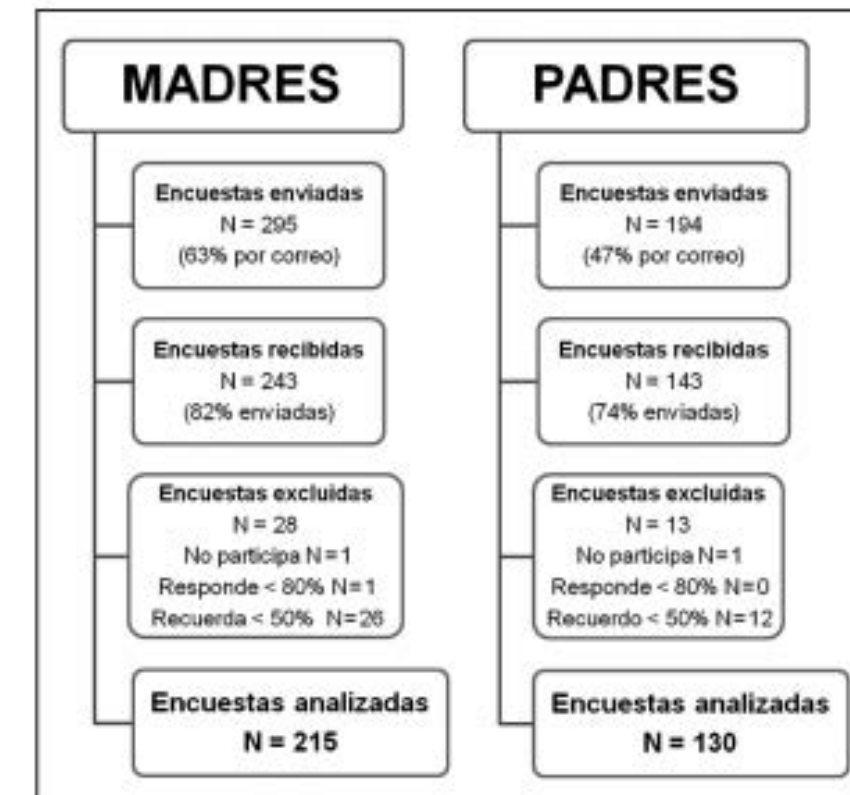 MADRES
Encuestas enviadas
N = 295
(63% por correo)
Encuestas recibidas
N = 243
(82% enviadas)
Encuestas excluidas
N = 28
No participa N=1
Responde < 80% N=1
Recuerda < 50% N=26
Encuestas analizadas
N = 215
PADRES
Encuestas enviadas
N = 194
(47% por correo)
Encuestas recibidas
N = 143
(74% enviadas)
Encuestas excluidas
N = 13
No participa N=1
Responde < 80% N=0
Recuerdo < 50% N=12
Encuestas analizadas
N = 130